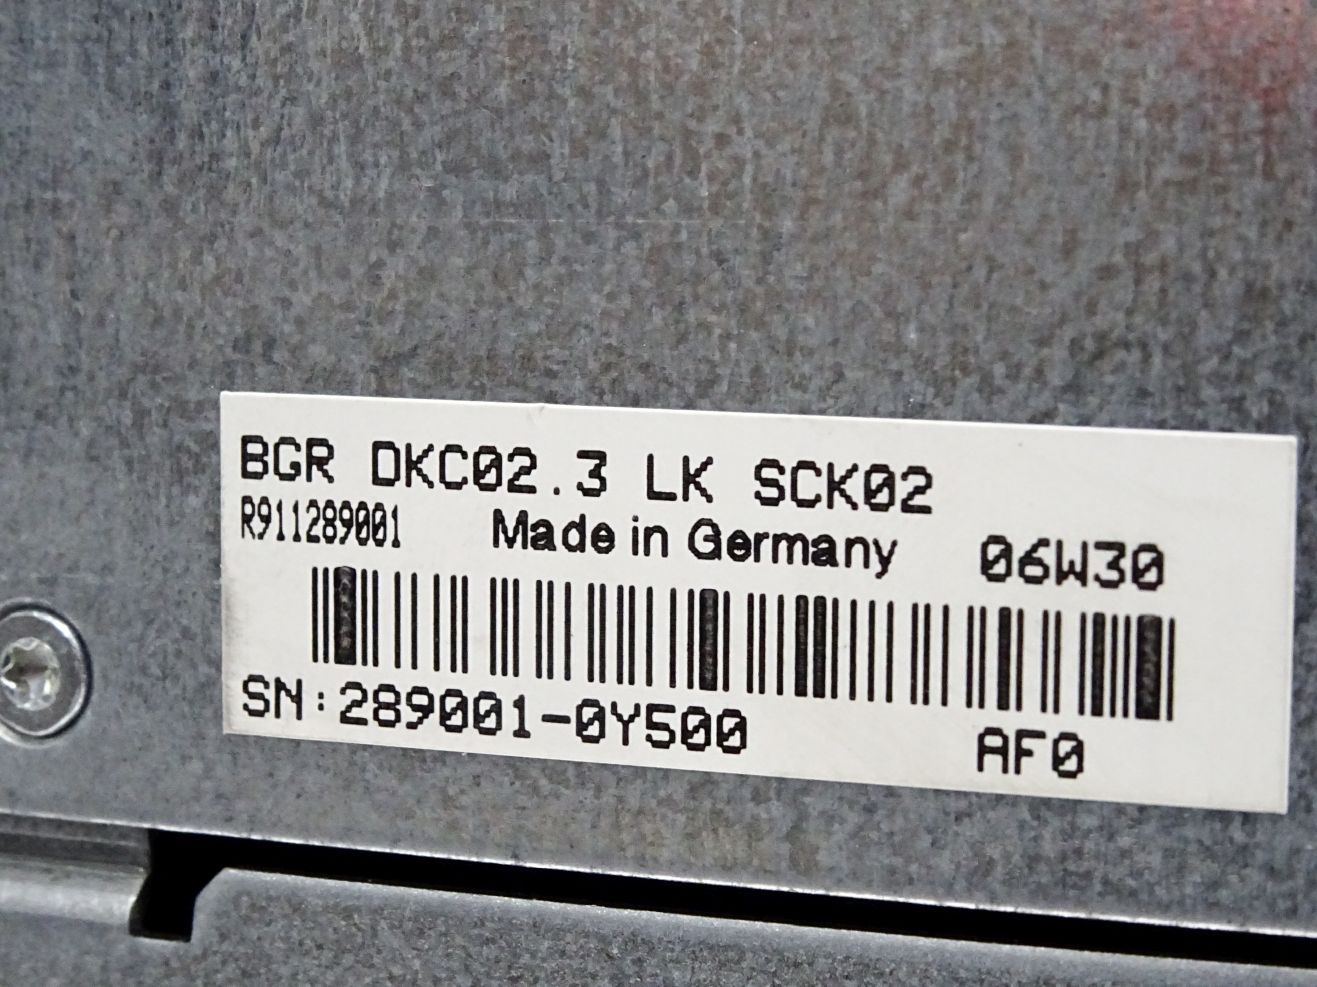 BGR DKC02.3 LK SCK02
R911289001 Made in Germany 06W30
SN:289001-0Y500 AF0